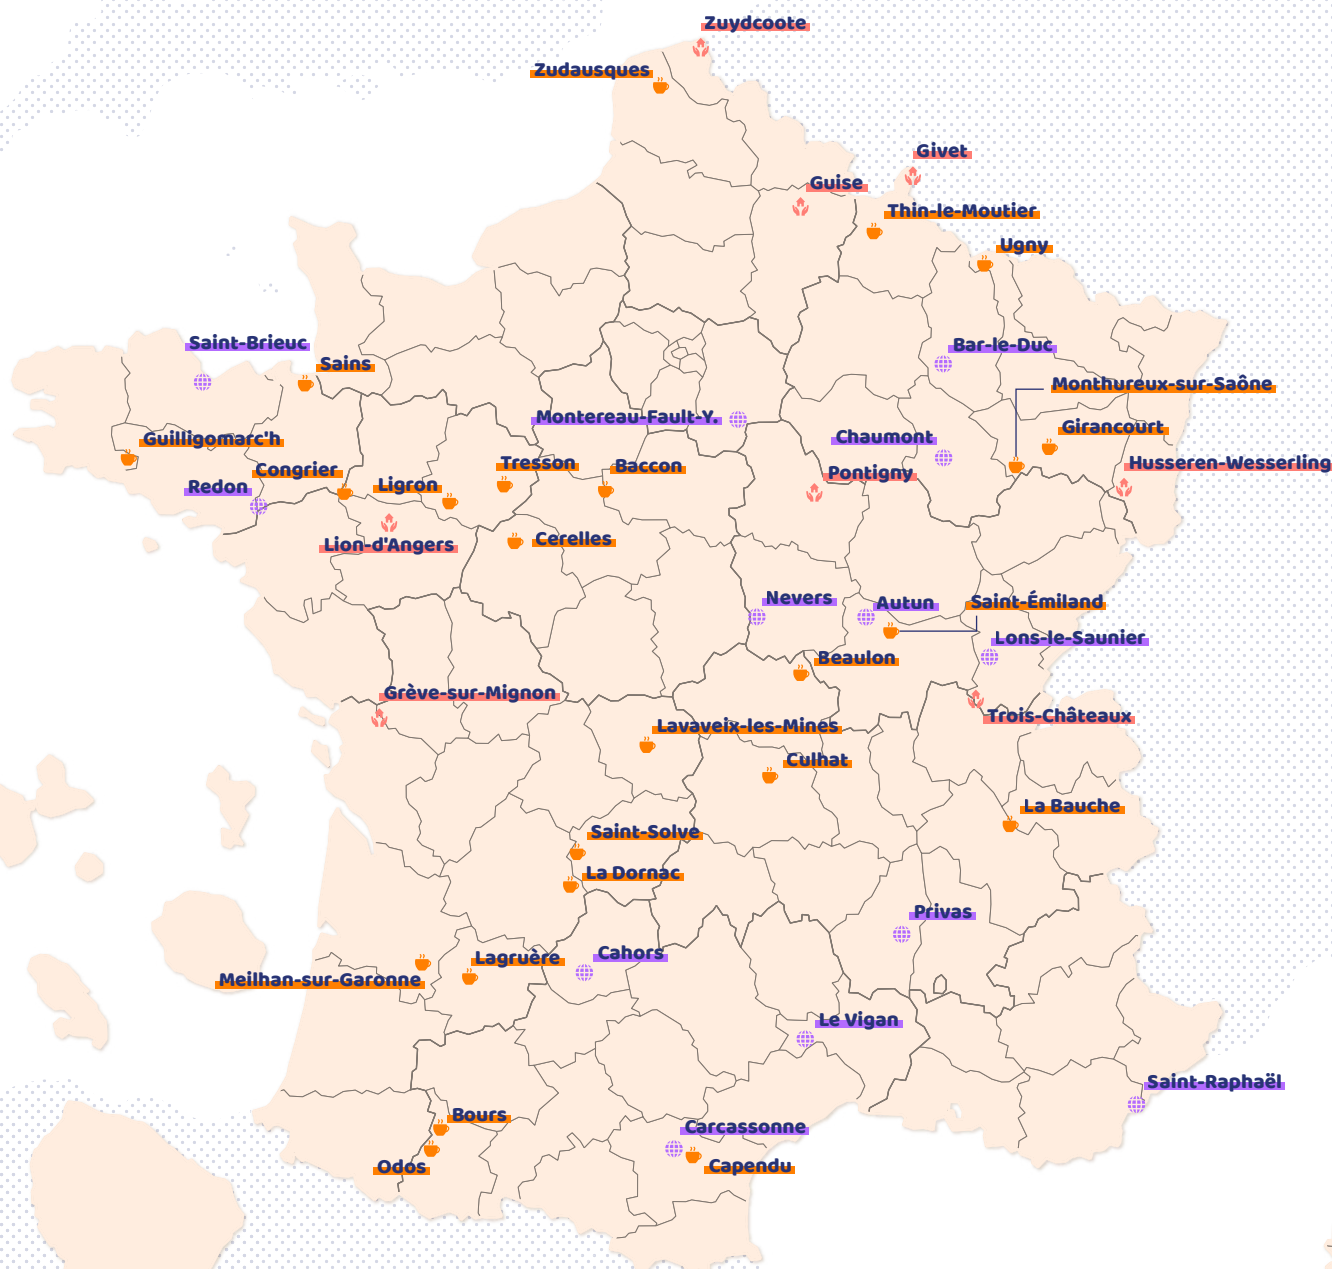 Zuydcoote
Zudausques
Givet
Guise
Thin-le-Moutier
Ugny
Saint-Brieuc
Bar-le-Duc
Sains
Monthureux-sur-Saône
Montereau-Fault-Y.
Girancourt
Guilligomarc'h
Chaumont
Tresson
Baccon
Husseren-Wesserling
Congrier
Pontigny
Ligron
Redon
Cerelles
Lion-d'Angers
Nevers
Autun
Saint-Émiland
Lons-le-Saunier
Beaulon
Grève-sur-Mignon
Trois-Châteaux
Lavaveix-les-Mines
Culhat
La Bauche
Saint-Solve
La Dornac
Privas
Cahors
Lagruère
Meilhan-sur-Garonne
Le Vigan
Saint-Raphaël
Bours
Carcassonne
Odos
Capendu